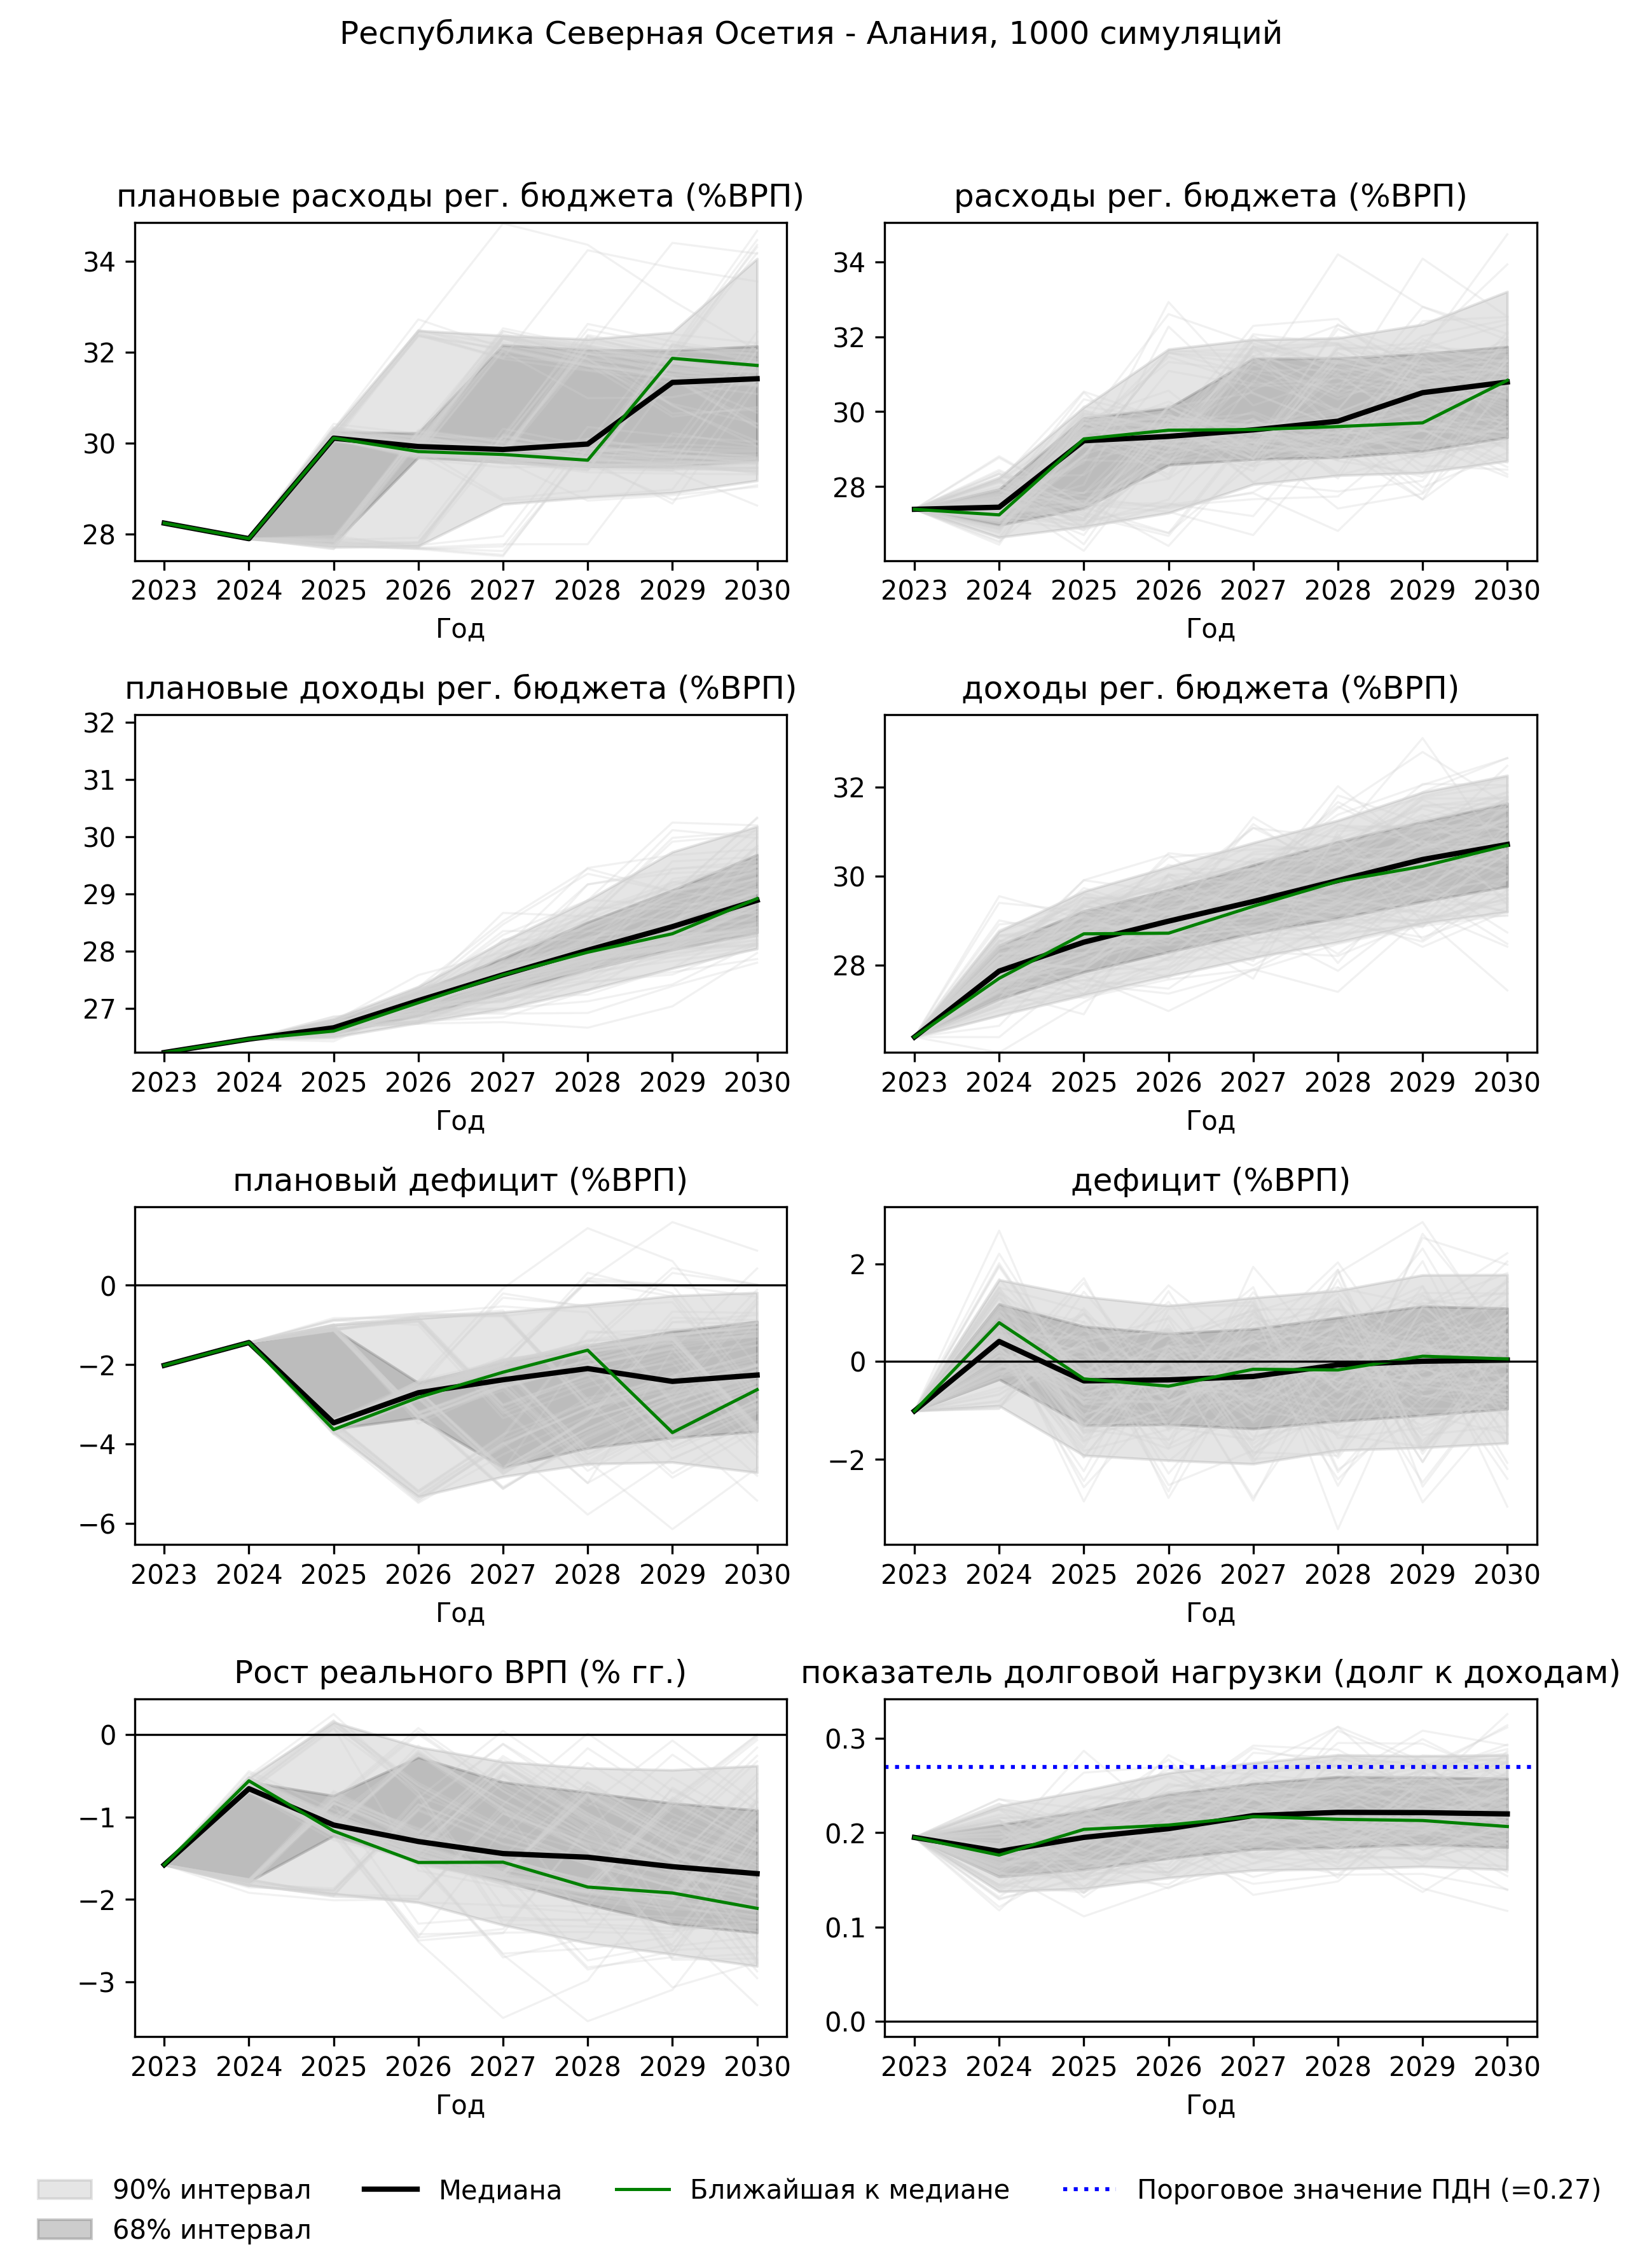 Республика Северная Осетия - Алания, 1000 симуляций
плановые расходы рег. бюджета (%ВРП)
34
32
30
28
2023 2024 2025 2026 2027 2028 2029 2030
Год
расходы рег. бюджета (%ВРП)
34
32
30
28
2023 2024 2025 2026 2027 2028 2029 2030
Год
плановые доходы рег. бюджета (%ВРП)
32
31
30
29
28
27
2023 2024 2025 2026 2027 2028 2029 2030
Год
доходы рег. бюджета (%ВРП)
32
30
28
2023 2024 2025 2026 2027 2028 2029 2030
Год
плановый дефицит (%ВРП)
0
−2
−4
−6
2023 2024 2025 2026 2027 2028 2029 2030
Год
дефицит (%ВРП)
2
0
−2
2023 2024 2025 2026 2027 2028 2029 2030
Год
Рост реального ВРП (% гг.)
0
−1
−2
−3
2023 2024 2025 2026 2027 2028 2029 2030
Год
показатель долговой нагрузки (долг к доходам)
0.3
0.2
0.1
0.0
2023 2024 2025 2026 2027 2028 2029 2030
Год
90% интервал
68% интервал
Медиана
Ближайшая к медиане
Пороговое значение ПДН (=0.27)